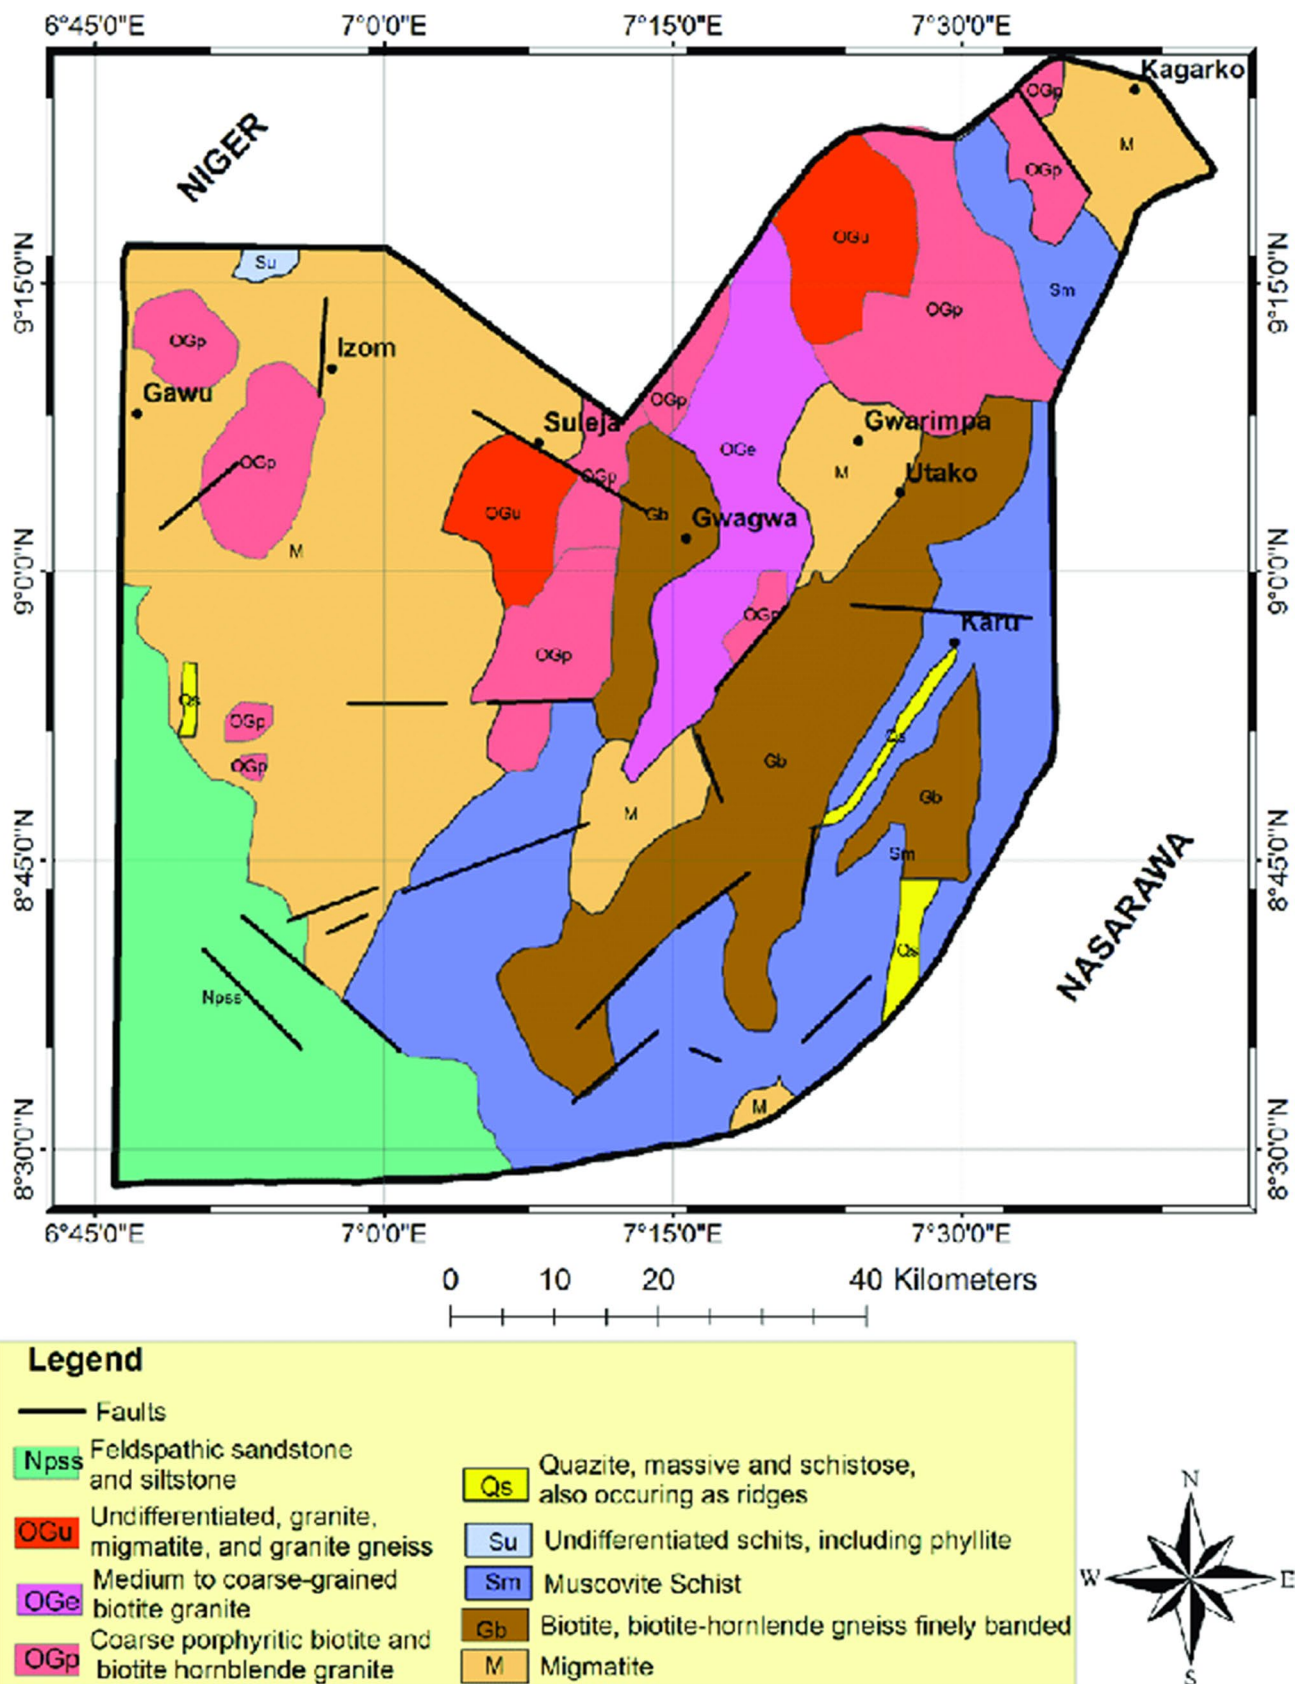 6°45'0"E 7°0'0"E 7°15'0"E 7°30'0"E
Kagarko
OGp
NIGER
M
OGp
OGu
Su
9°15'0"N
9°15'0"N
Sm
OGp
OGp
Izom
Gawu
OGp
Suleja
Gwarimpa
OGe
OGp
OGp
M
Utako
OGu
Gb
Gwagwa
M
9°0'0"N
9°0'0"N
OGp
Karu
OGp
Qs
OGp
Qs
OGp
Gb
Gb
M
8°45'0"N
Sm
8°45'0"N
NASARAWA
Qs
Npss
M
8°30'0"N
8°30'0"N
6°45'0"E 7°0'0"E 7°15'0"E 7°30'0"E
0 10 20 40 Kilometers
Legend
Faults
Npss Feldspathic sandstone
and siltstone
OGu Undifferentiated, granite,
migmatite, and granite gneiss
OGe Medium to coarse-grained
biotite granite
OGp Coarse porphyritic biotite and
biotite hornblende granite
Qs Quazite, massive and schistose,
also occuring as ridges
Su Undifferentiated schits, including phyllite
Sm Muscovite Schist
Gb Biotite, biotite-hornlende gneiss finely banded
M Migmatite
N
W E
S